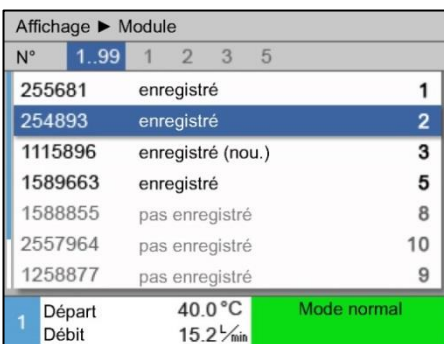 Affichage ► Module
N° 1..99 1 2 3 5
255681 enregistré 1
254893 enregistré 2
1115896 enregistré (nou.) 3
1589663 enregistré 5
1588855 pas enregistré 8
2557964 pas enregistré 10
1258877 pas enregistré 9
1 Départ 40.0 °C Mode normal
Débit 15.2 L/min